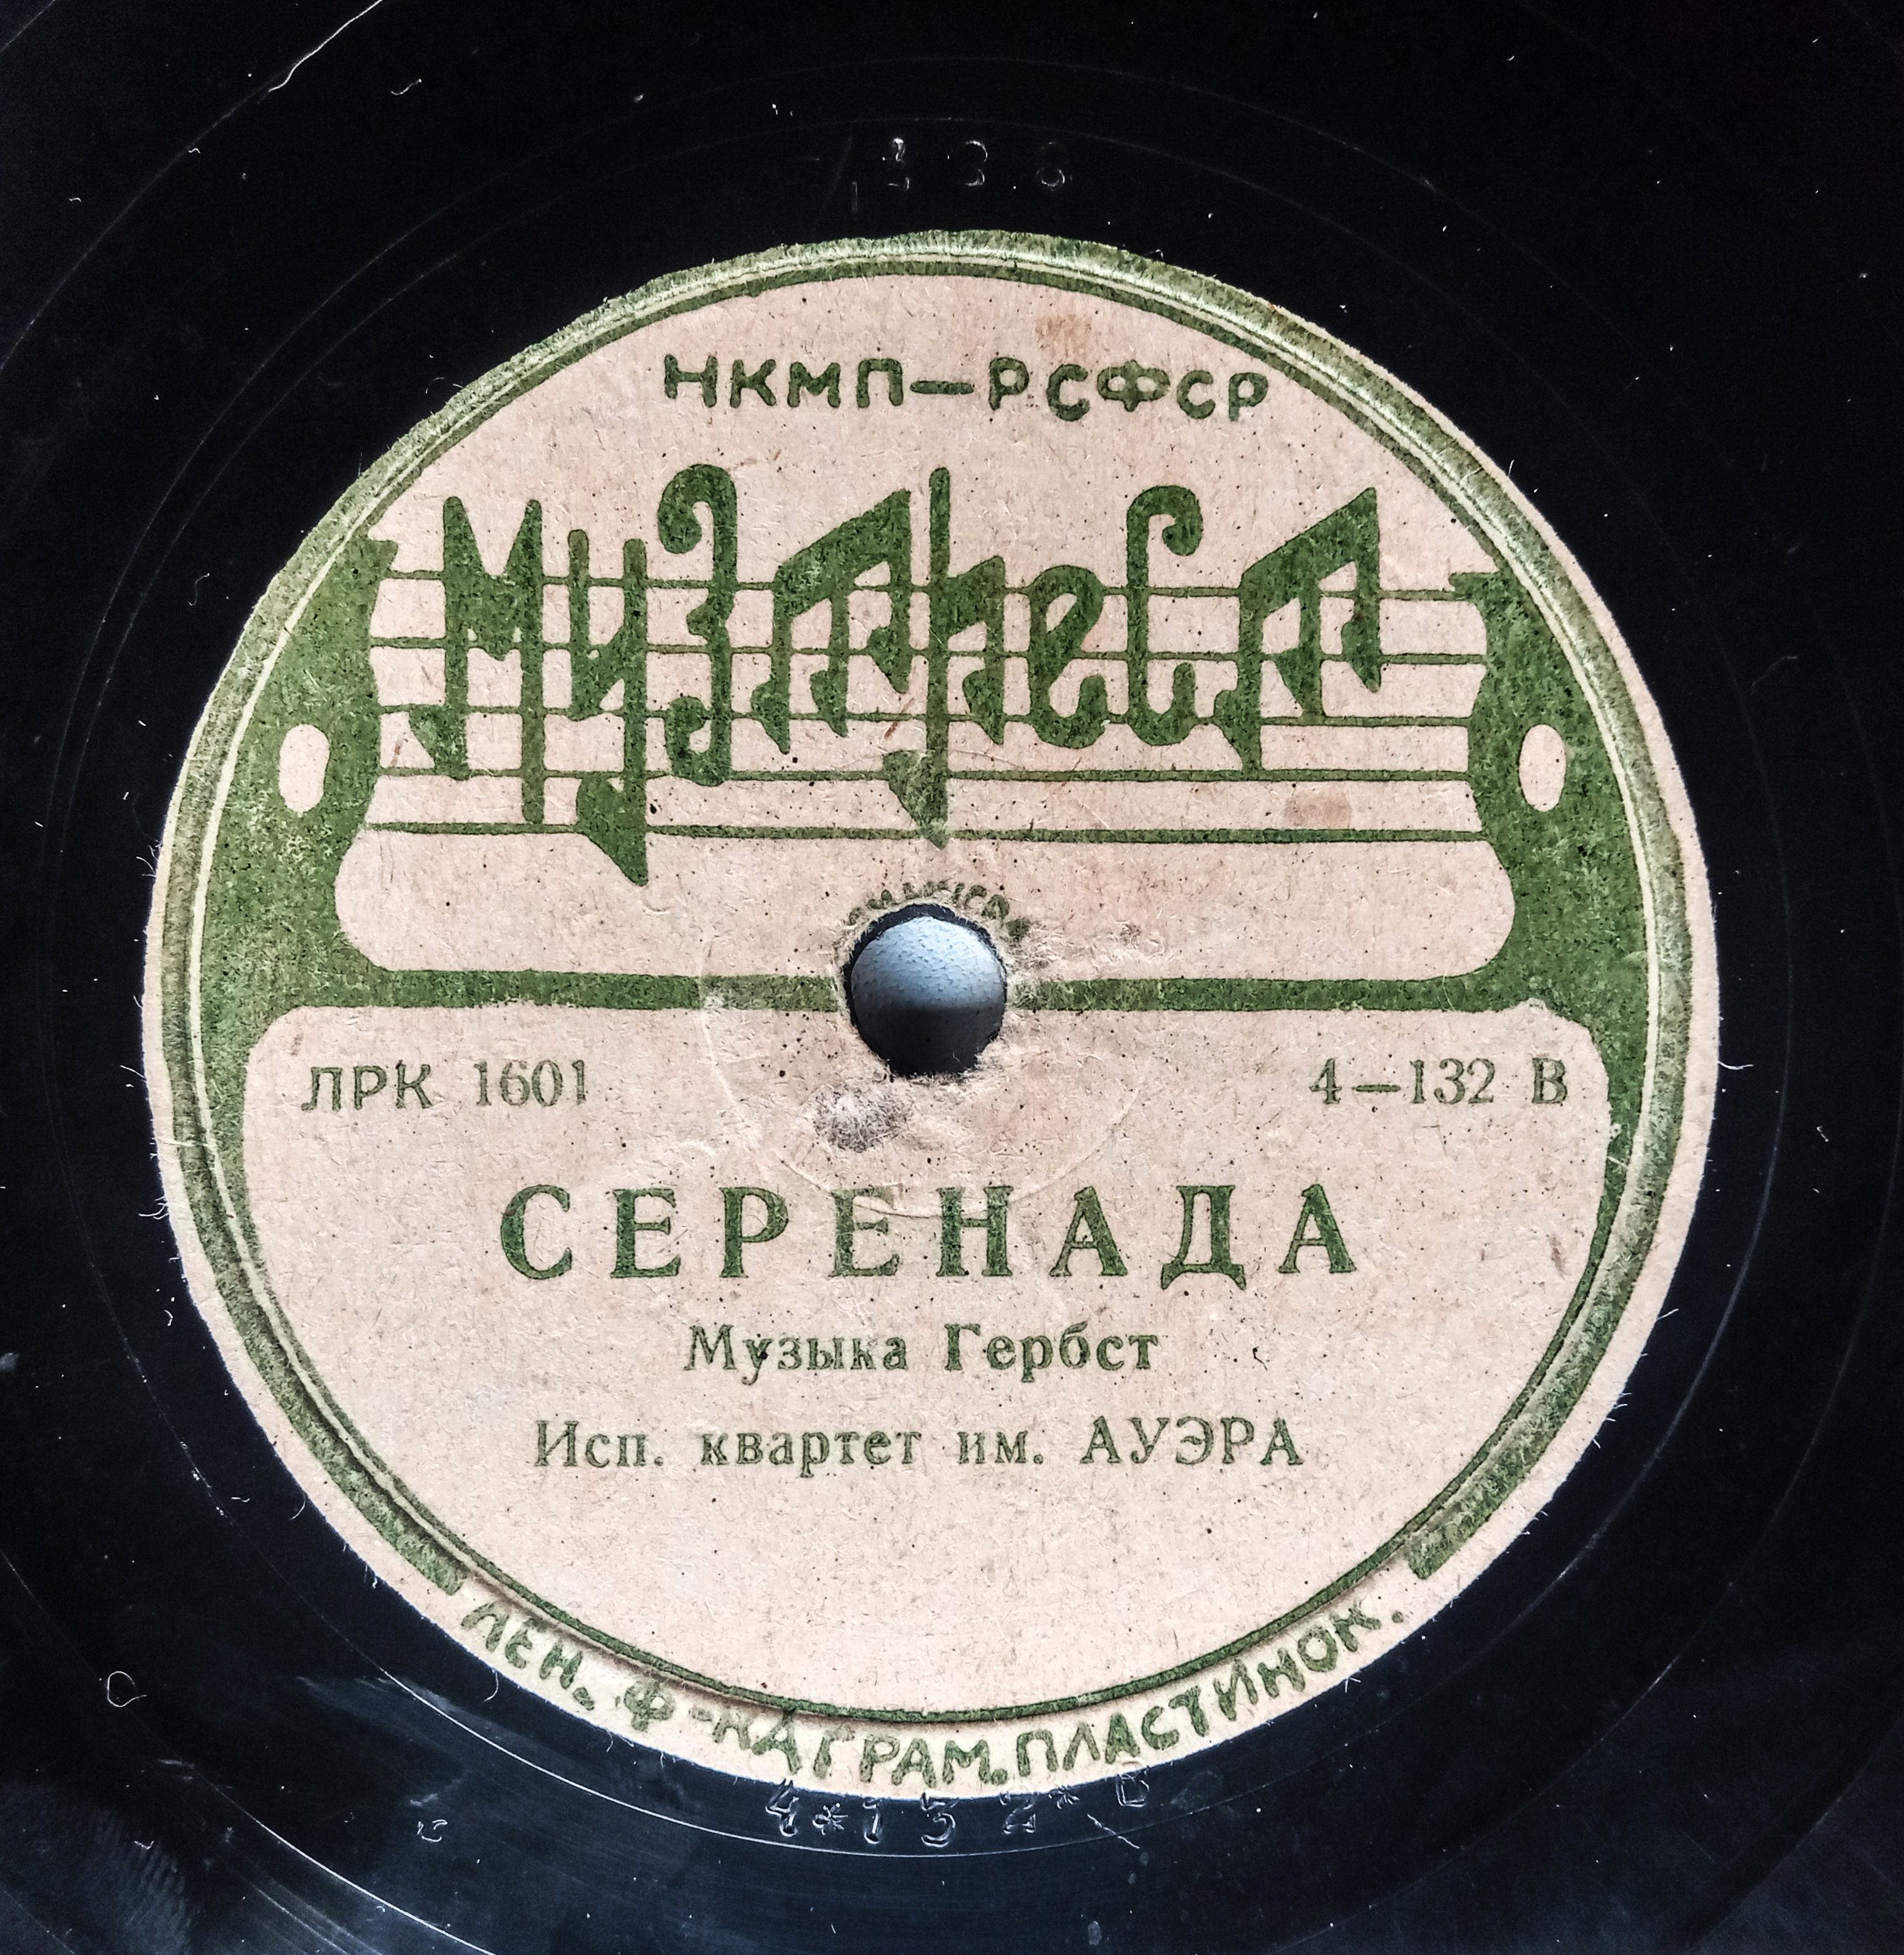 НКМП—РСФСР
Музпрест
ЛРК 1601
4—132 В
СЕРЕНАДА
Музыка Гербст
Исп. квартет им. АУЭРА
ЛЕН. Ф-КА ГРАМ. ПЛАСТИНОК.
4*132*В